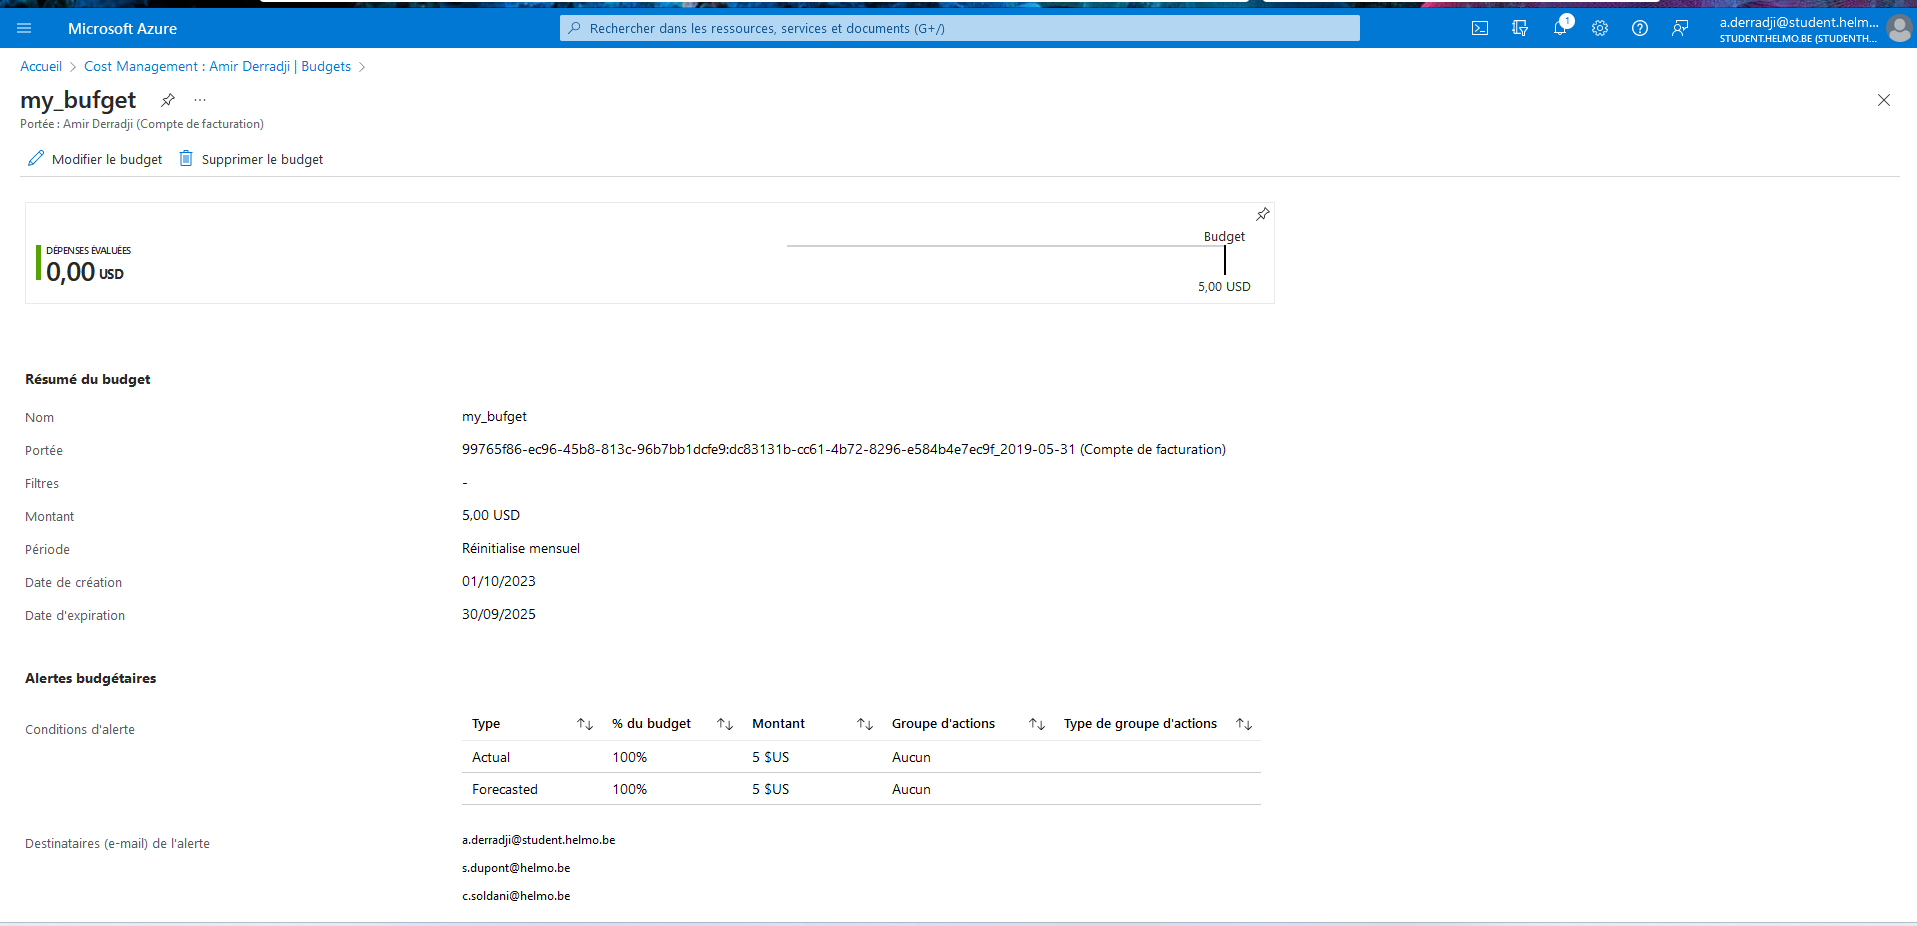 Microsoft Azure
Rechercher dans les ressources, services et documents (G+/)
1
a.derradji@student.helm...
STUDENT.HELMO.BE (STUDENTH...
Accueil > Cost Management : Amir Derradji | Budgets >
my_bufget ...
Portée : Amir Derradji (Compte de facturation)
Modifier le budget Supprimer le budget
DÉPENSES ÉVALUÉES
0,00 USD
Budget
5,00 USD
Résumé du budget
Nom my_bufget
Portée 99765f86-ec96-45b8-813c-96b7bb1dcfe9:dc83131b-cc61-4b72-8296-e584b4e7ec9f_2019-05-31 (Compte de facturation)
Filtres -
Montant 5,00 USD
Période Réinitialise mensuel
Date de création 01/10/2023
Date d'expiration 30/09/2025
Alertes budgétaires
Conditions d'alerte
Type % du budget Montant Groupe d'actions Type de groupe d'actions
Actual 100% 5 $US Aucun
Forecasted 100% 5 $US Aucun
Destinataires (e-mail) de l'alerte
a.derradji@student.helmo.be
s.dupont@helmo.be
c.soldani@helmo.be